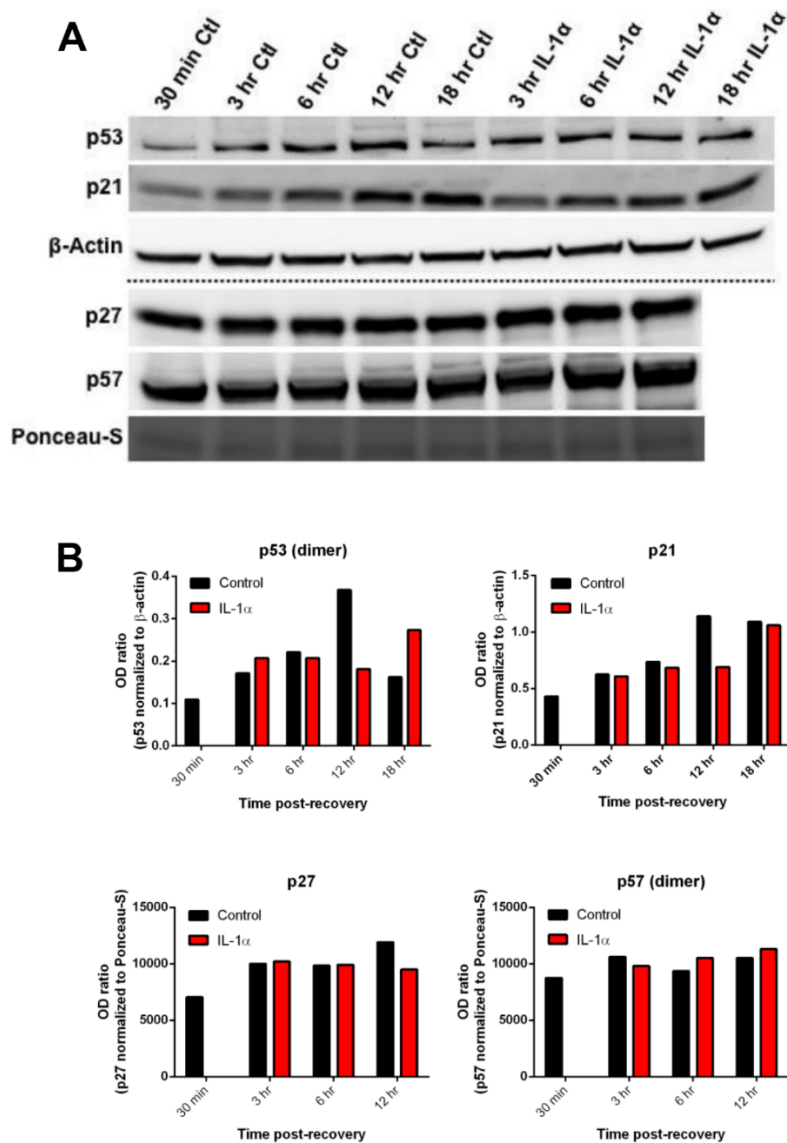 A
30 min Ctl
3 hr Ctl
6 hr Ctl
12 hr Ctl
18 hr Ctl
3 hr IL-1α
6 hr IL-1α
12 hr IL-1α
18 hr IL-1α
p53
p21
β-Actin
p27
p57
Ponceau-S
B
p53 (dimer)
OD ratio
(p53 normalized to β-actin)
0.4
0.3
0.2
0.1
0.0
Control
IL-1α
30 min
3 hr
6 hr
12 hr
18 hr
Time post-recovery
p21
OD ratio
(p21 normalized to β-actin)
1.5
1.0
0.5
0.0
Control
IL-1α
30 min
3 hr
6 hr
12 hr
18 hr
Time post-recovery
p27
OD ratio
(p27 normalized to Ponceau-S)
15000
10000
5000
0
Control
IL-1α
30 min
3 hr
6 hr
12 hr
Time post-recovery
p57 (dimer)
OD ratio
(p57 normalized to Ponceau-S)
15000
10000
5000
0
Control
IL-1α
30 min
3 hr
6 hr
12 hr
Time post-recovery